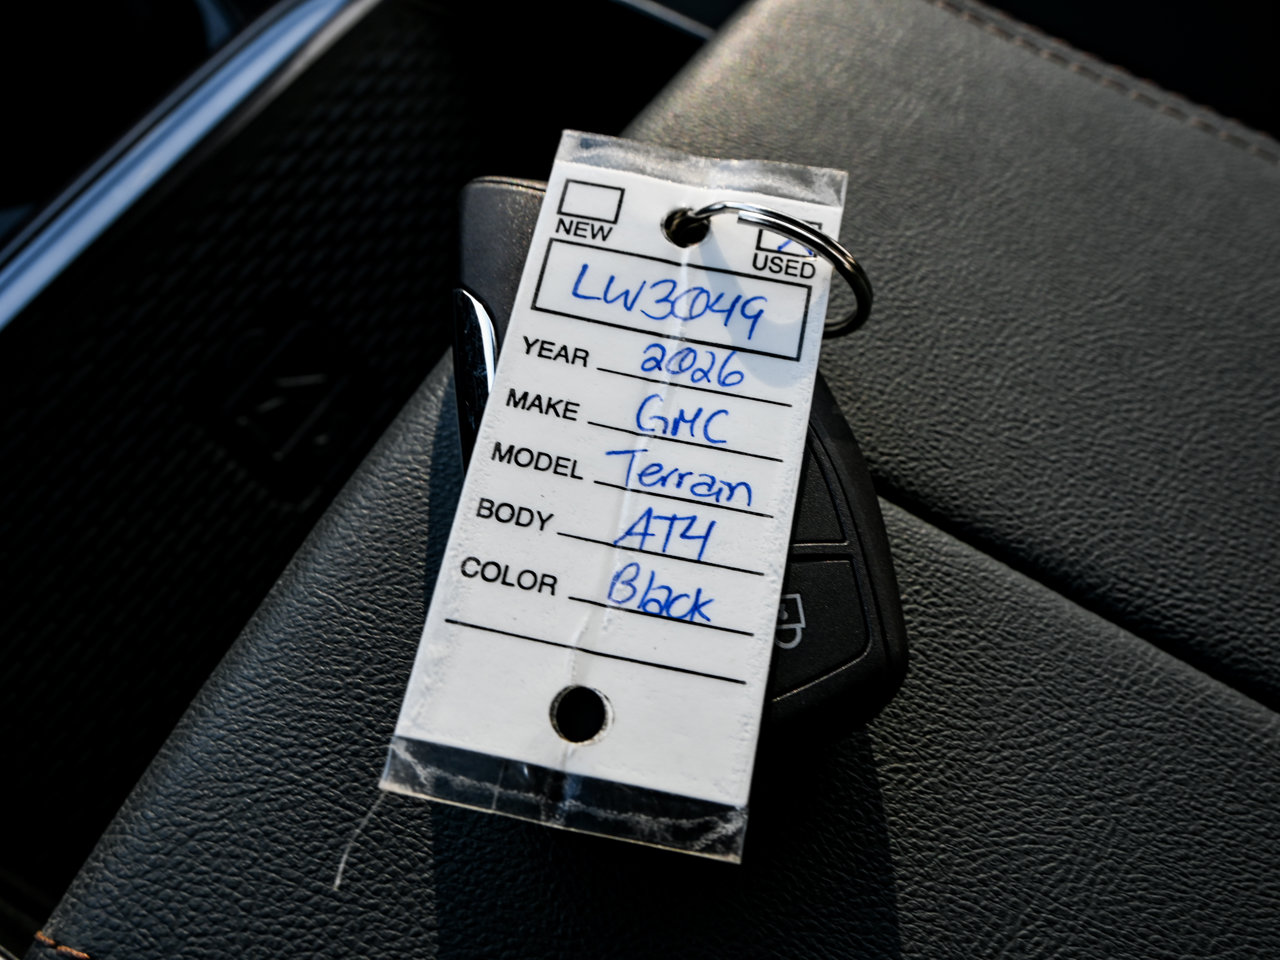 NEW
USED
LW3049
YEAR 2026
MAKE GMC
MODEL Terrain
BODY AT4
COLOR Black